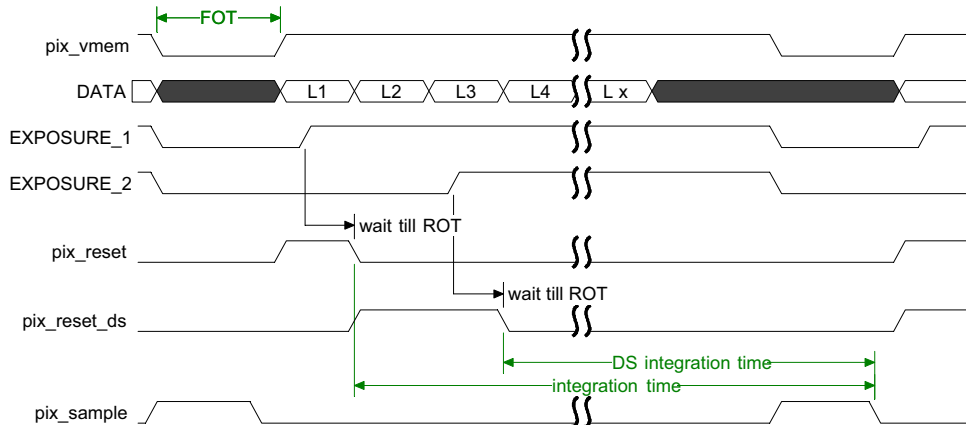 FOT
pix_vmem
DATA L1 L2 L3 L4 L x
EXPOSURE_1
EXPOSURE_2
wait till ROT
pix_reset
wait till ROT
pix_reset_ds
DS integration time
integration time
pix_sample